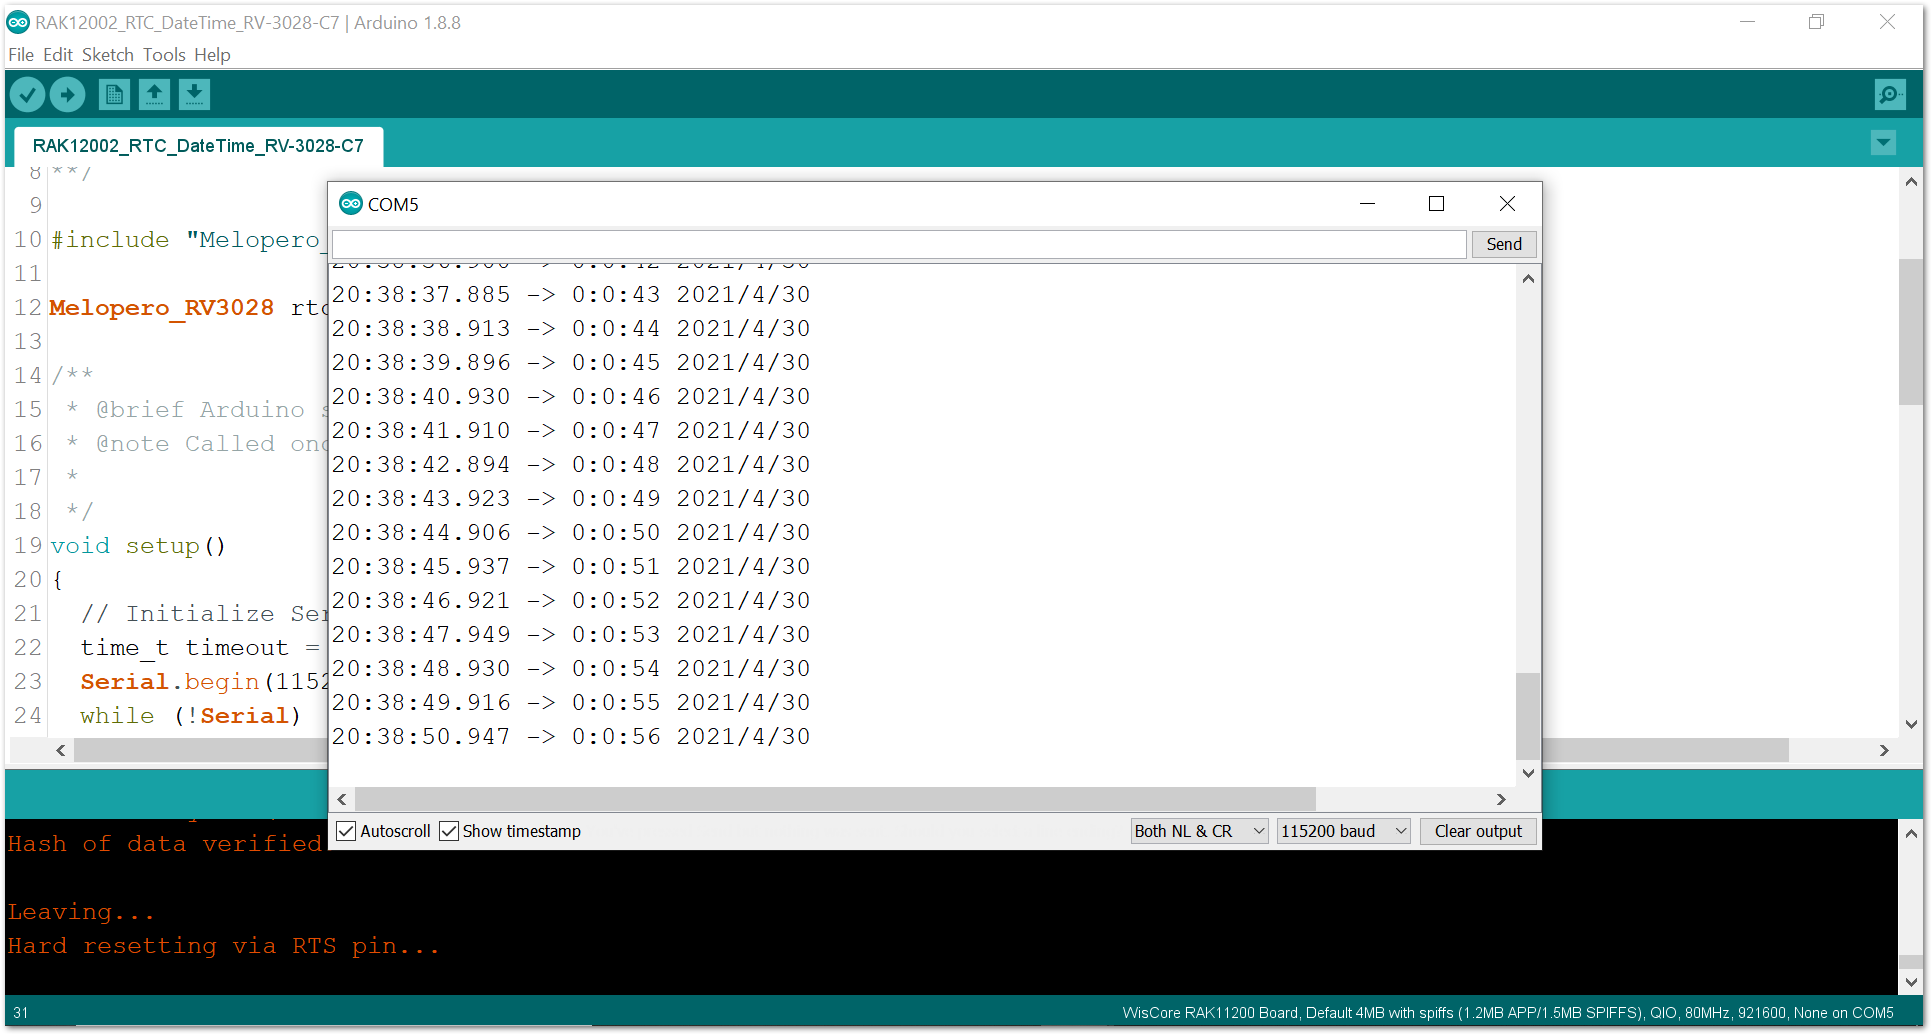 RAK12002_RTC_DateTime_RV-3028-C7 | Arduino 1.8.8
File Edit Sketch Tools Help
RAK12002_RTC_DateTime_RV-3028-C7
8 **/
9
10 #include "Melopero_
11
12 Melopero_RV3028 rtc
13
14 /**
15 * @brief Arduino s
16 * @note Called onc
17 *
18 */
19 void setup()
20 {
21 // Initialize Ser
22 time_t timeout =
23 Serial.begin(1152
24 while (!Serial)
COM5
Send
20:38:36.900 -> 0:0:42 2021/4/30
20:38:37.885 -> 0:0:43 2021/4/30
20:38:38.913 -> 0:0:44 2021/4/30
20:38:39.896 -> 0:0:45 2021/4/30
20:38:40.930 -> 0:0:46 2021/4/30
20:38:41.910 -> 0:0:47 2021/4/30
20:38:42.894 -> 0:0:48 2021/4/30
20:38:43.923 -> 0:0:49 2021/4/30
20:38:44.906 -> 0:0:50 2021/4/30
20:38:45.937 -> 0:0:51 2021/4/30
20:38:46.921 -> 0:0:52 2021/4/30
20:38:47.949 -> 0:0:53 2021/4/30
20:38:48.930 -> 0:0:54 2021/4/30
20:38:49.916 -> 0:0:55 2021/4/30
20:38:50.947 -> 0:0:56 2021/4/30
Autoscroll Show timestamp Both NL & CR 115200 baud Clear output
Hash of data verified.
Leaving...
Hard resetting via RTS pin...
31 WisCore RAK11200 Board, Default 4MB with spiffs (1.2MB APP/1.5MB SPIFFS), QIO, 80MHz, 921600, None on COM5